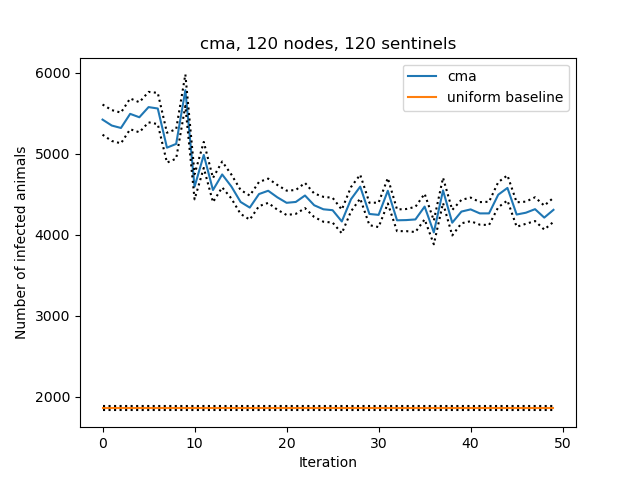 cma, 120 nodes, 120 sentinels
6000
5000
4000
3000
2000
Number of infected animals
cma
uniform baseline
0
10
20
30
40
50
Iteration